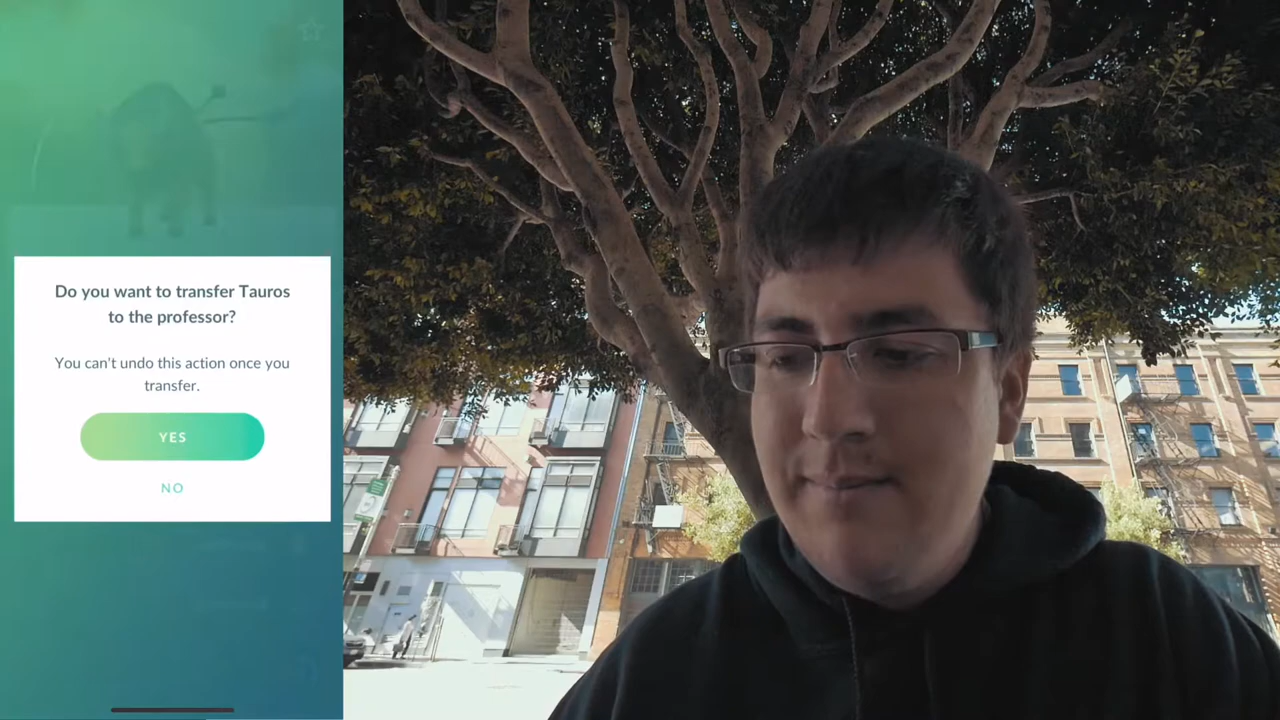 Do you want to transfer Tauros
to the professor?
You can't undo this action once you
transfer.
YES
NO